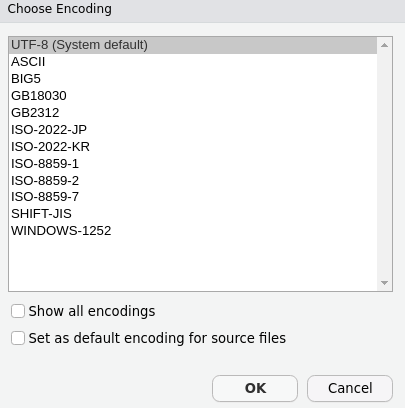 Choose Encoding
UTF-8 (System default)
ASCII
BIG5
GB18030
GB2312
ISO-2022-JP
ISO-2022-KR
ISO-8859-1
ISO-8859-2
ISO-8859-7
SHIFT-JIS
WINDOWS-1252
Show all encodings
Set as default encoding for source files
OK
Cancel